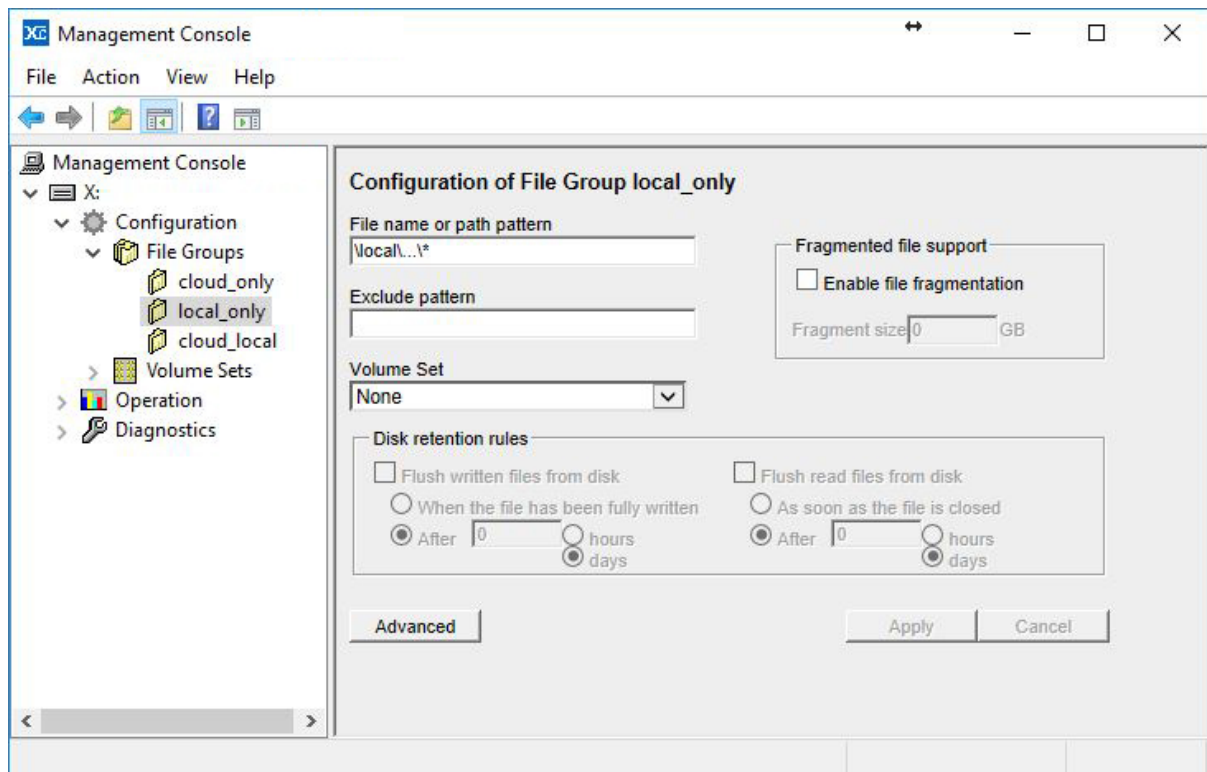 XC Management Console
File Action View Help
?
Management Console
X:
Configuration
File Groups
cloud_only
local_only
cloud_local
Volume Sets
Operation
Diagnostics
Configuration of File Group local_only
File name or path pattern
\local\...\*
Exclude pattern
Volume Set
None
Fragmented file support
Enable file fragmentation
Fragment size 0 GB
Disk retention rules
Flush written files from disk
When the file has been fully written
After 0 hours
days
Flush read files from disk
As soon as the file is closed
After 0 hours
days
Advanced
Apply Cancel